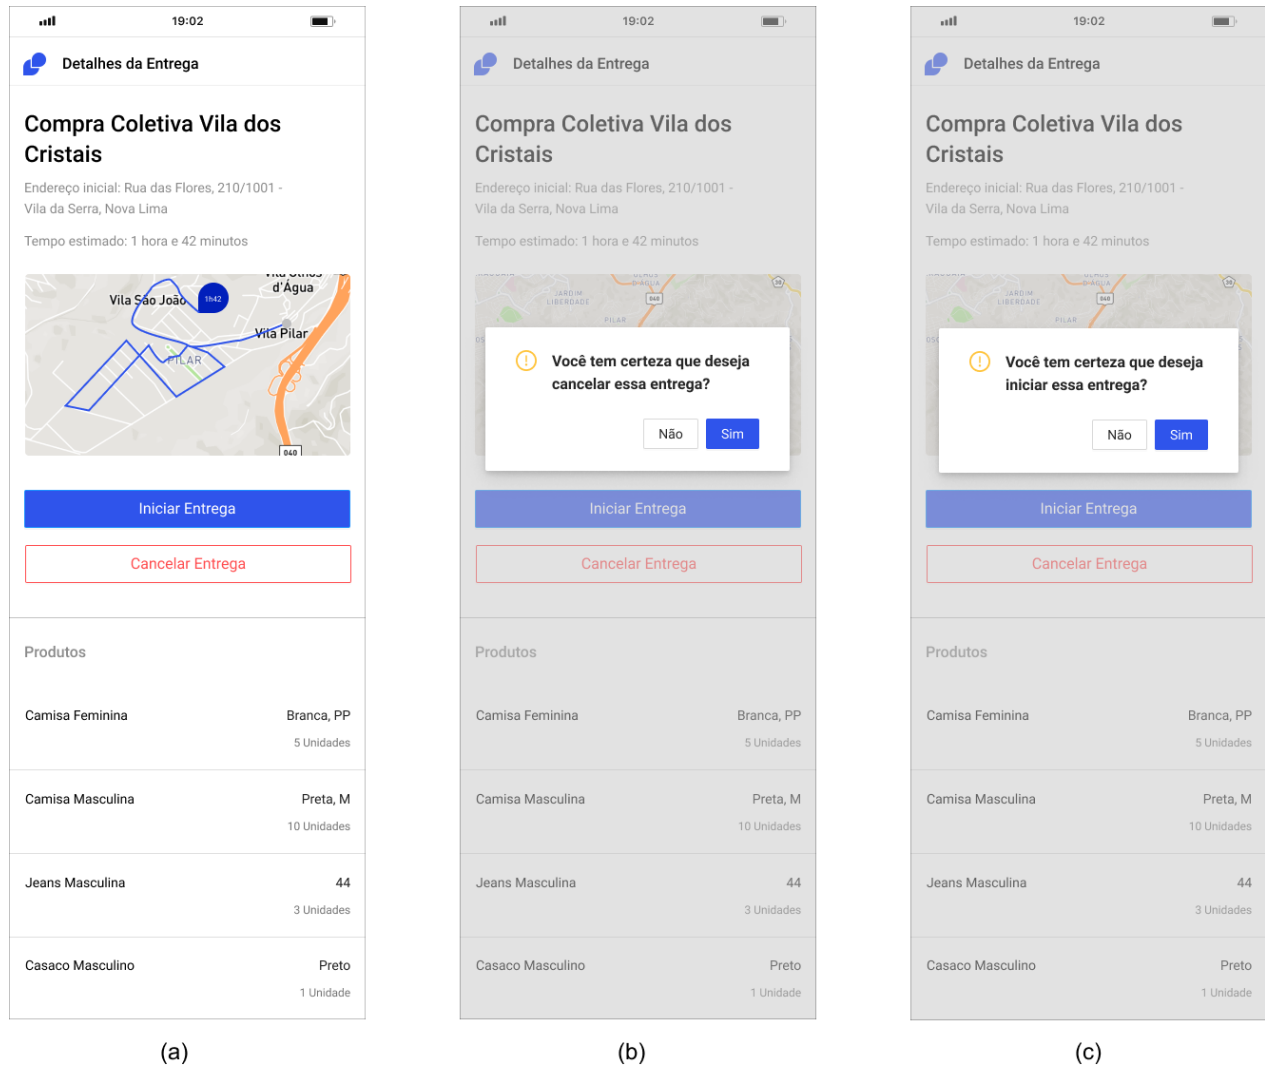 19:02
Detalhes da Entrega
Compra Coletiva Vila dos
Cristais
Endereço inicial: Rua das Flores, 210/1001 -
Vila da Serra, Nova Lima
Tempo estimado: 1 hora e 42 minutos
d'Água
Vila São João
1h42
Vila Pilar
PILAR
040
Iniciar Entrega
Cancelar Entrega
Produtos
Camisa Feminina
Branca, PP
5 Unidades
Camisa Masculina
Preta, M
10 Unidades
Jeans Masculina
44
3 Unidades
Casaco Masculino
Preto
1 Unidade
(a)
19:02
Detalhes da Entrega
Compra Coletiva Vila dos
Cristais
Endereço inicial: Rua das Flores, 210/1001 -
Vila da Serra, Nova Lima
Tempo estimado: 1 hora e 42 minutos
D'ÁGUA
JARDIM
LIBERDADE
040
PILAR
Você tem certeza que deseja
cancelar essa entrega?
Não
Sim
Iniciar Entrega
Cancelar Entrega
Produtos
Camisa Feminina
Branca, PP
5 Unidades
Camisa Masculina
Preta, M
10 Unidades
Jeans Masculina
44
3 Unidades
Casaco Masculino
Preto
1 Unidade
(b)
19:02
Detalhes da Entrega
Compra Coletiva Vila dos
Cristais
Endereço inicial: Rua das Flores, 210/1001 -
Vila da Serra, Nova Lima
Tempo estimado: 1 hora e 42 minutos
D'ÁGUA
JARDIM
LIBERDADE
040
PILAR
Você tem certeza que deseja
iniciar essa entrega?
Não
Sim
Iniciar Entrega
Cancelar Entrega
Produtos
Camisa Feminina
Branca, PP
5 Unidades
Camisa Masculina
Preta, M
10 Unidades
Jeans Masculina
44
3 Unidades
Casaco Masculino
Preto
1 Unidade
(c)